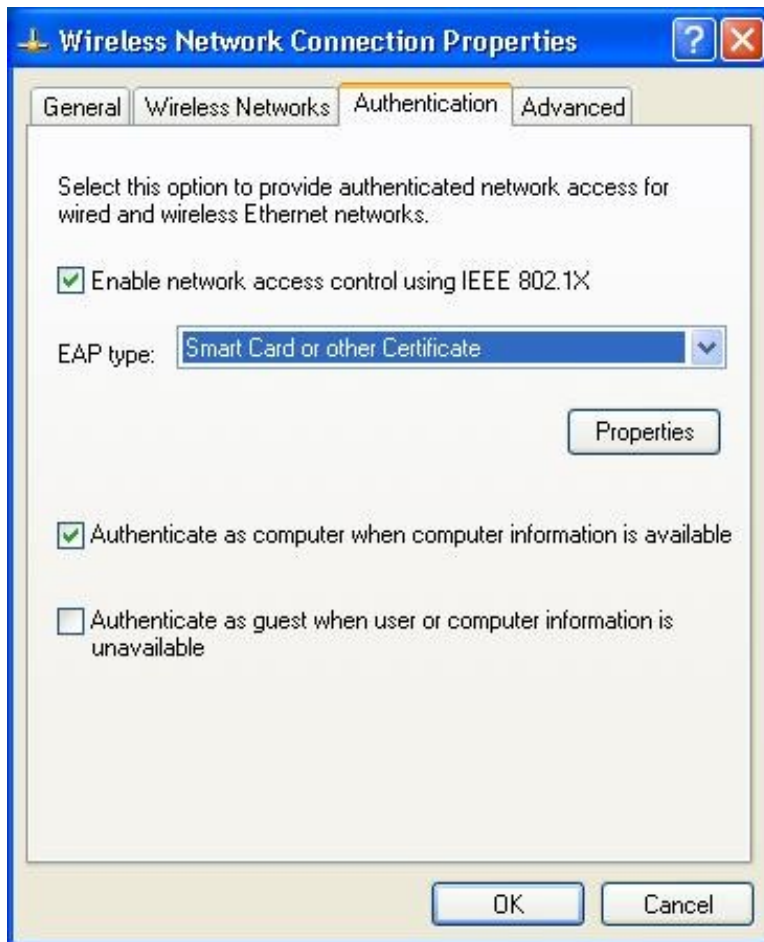 Wireless Network Connection Properties
General Wireless Networks Authentication Advanced
Select this option to provide authenticated network access for
wired and wireless Ethernet networks.
Enable network access control using IEEE 802.1X
EAP type: Smart Card or other Certificate
Properties
Authenticate as computer when computer information is available
Authenticate as guest when user or computer information is
unavailable
OK Cancel